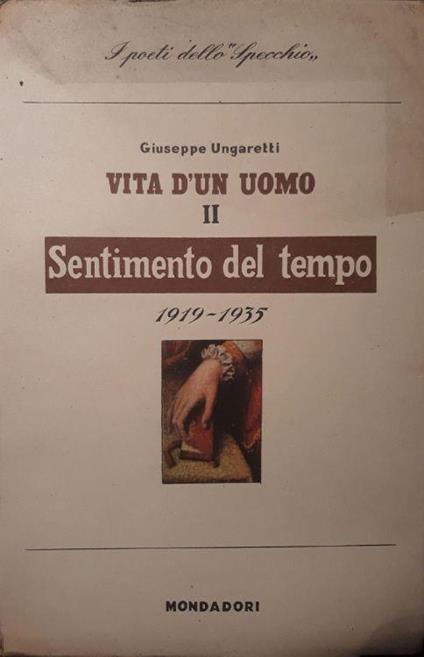 I poeti dello "Specchio„
Giuseppe Ungaretti
VITA D'UN UOMO
II
Sentimento del tempo
1919-1935
MONDADORI